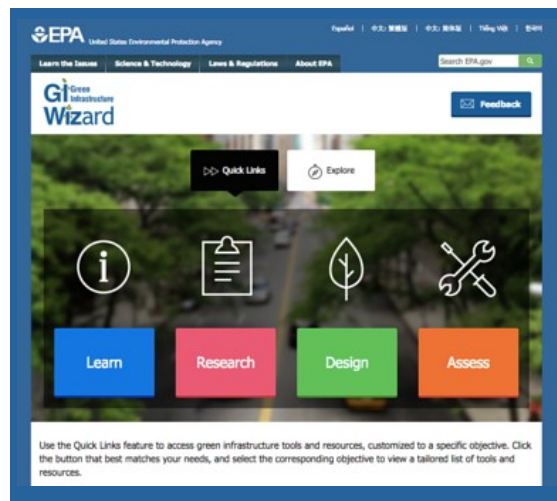 EPA United States Environmental Protection Agency
Español | 中文: 繁體版 | 中文: 简体版 | Tiếng Việt | 한국어
Learn the Issues Science & Technology Laws & Regulations About EPA
Search EPA.gov
Gi Green
Infrastructure
Wizard
Feedback
Quick Links
Explore
Learn
Research
Design
Assess
Use the Quick Links feature to access green infrastructure tools and resources, customized to a specific objective. Click
the button that best matches your needs, and select the corresponding objective to view a tailored list of tools and
resources.